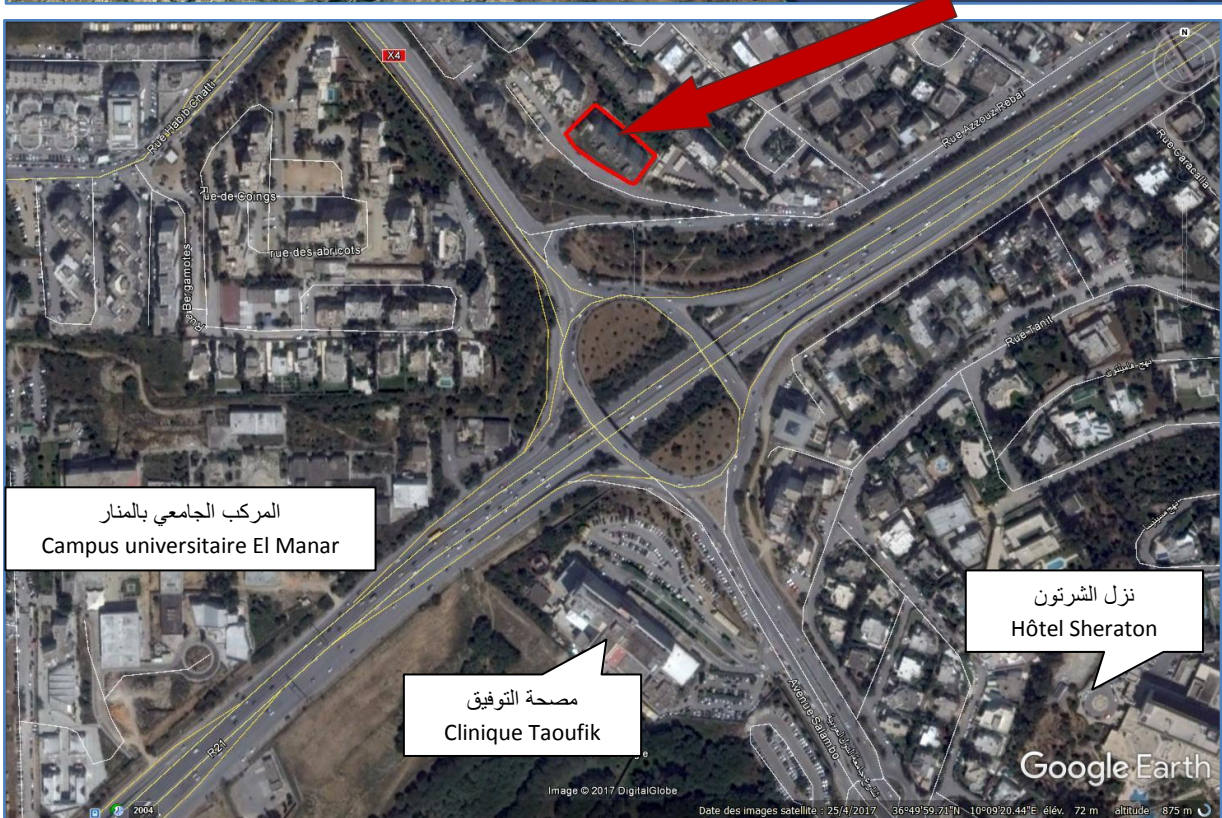 N
X4
Rue Habib Chatti
Rue Azzouz Rebai
Rue Caracalla
Rue de Coings
rue des abricots
Rue Bergamotes
Rue Tanit
المركب الجامعي بالمنار
Campus universitaire El Manar
نزل الشرتون
Hôtel Sheraton
مصحة التوفيق
Clinique Taoufik
R21
Avenue Salambo
Google Earth
Image © 2017 DigitalGlobe
2004
Date des images satellite : 25/4/2017 36°49'59.71"N 10°09'20.44"E élév. 72 m altitude 875 m